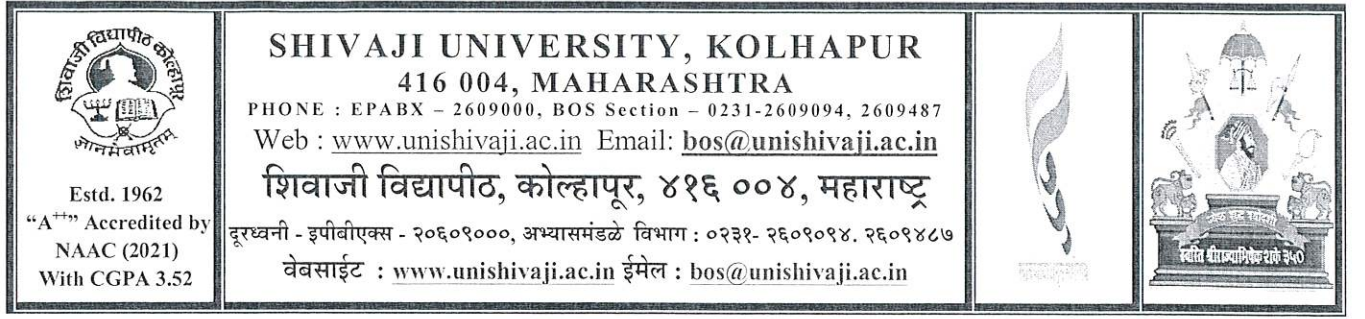 शिवाजी विद्यापीठ कोल्हापूर
ज्ञानमेवामृतम्
Estd. 1962
“A++” Accredited by
NAAC (2021)
With CGPA 3.52
SHIVAJI UNIVERSITY, KOLHAPUR
416 004, MAHARASHTRA
PHONE : EPABX – 2609000, BOS Section – 0231-2609094, 2609487
Web : www.unishivaji.ac.in Email: bos@unishivaji.ac.in
शिवाजी विद्यापीठ, कोल्हापूर, ४१६ ००४, महाराष्ट्र
दूरध्वनी - इपीबीएक्स - २०६०९०००, अभ्यासमंडळे विभाग : ०२३१- २६०९०९४. २६०९४८७
वेबसाईट : www.unishivaji.ac.in ईमेल : bos@unishivaji.ac.in
स्वस्ति श्रीराज्याभिषेक शके ३५०